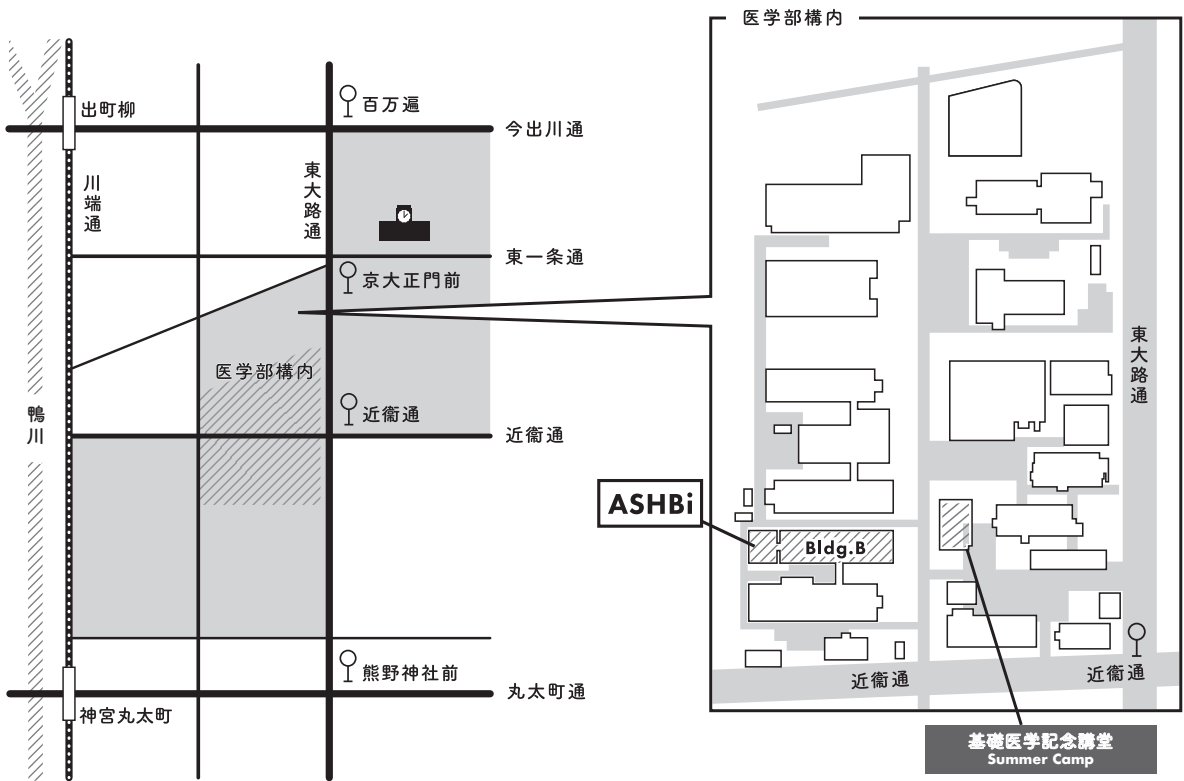 出町柳
百万遍
今出川通
川端通
東大路通
東一条通
京大正門前
医学部構内
近衞通
近衞通
鴨川
熊野神社前
丸太町通
神宮丸太町
医学部構内
東大路通
ASHBi
Bldg.B
近衞通
近衞通
基礎医学記念講堂
Summer Camp